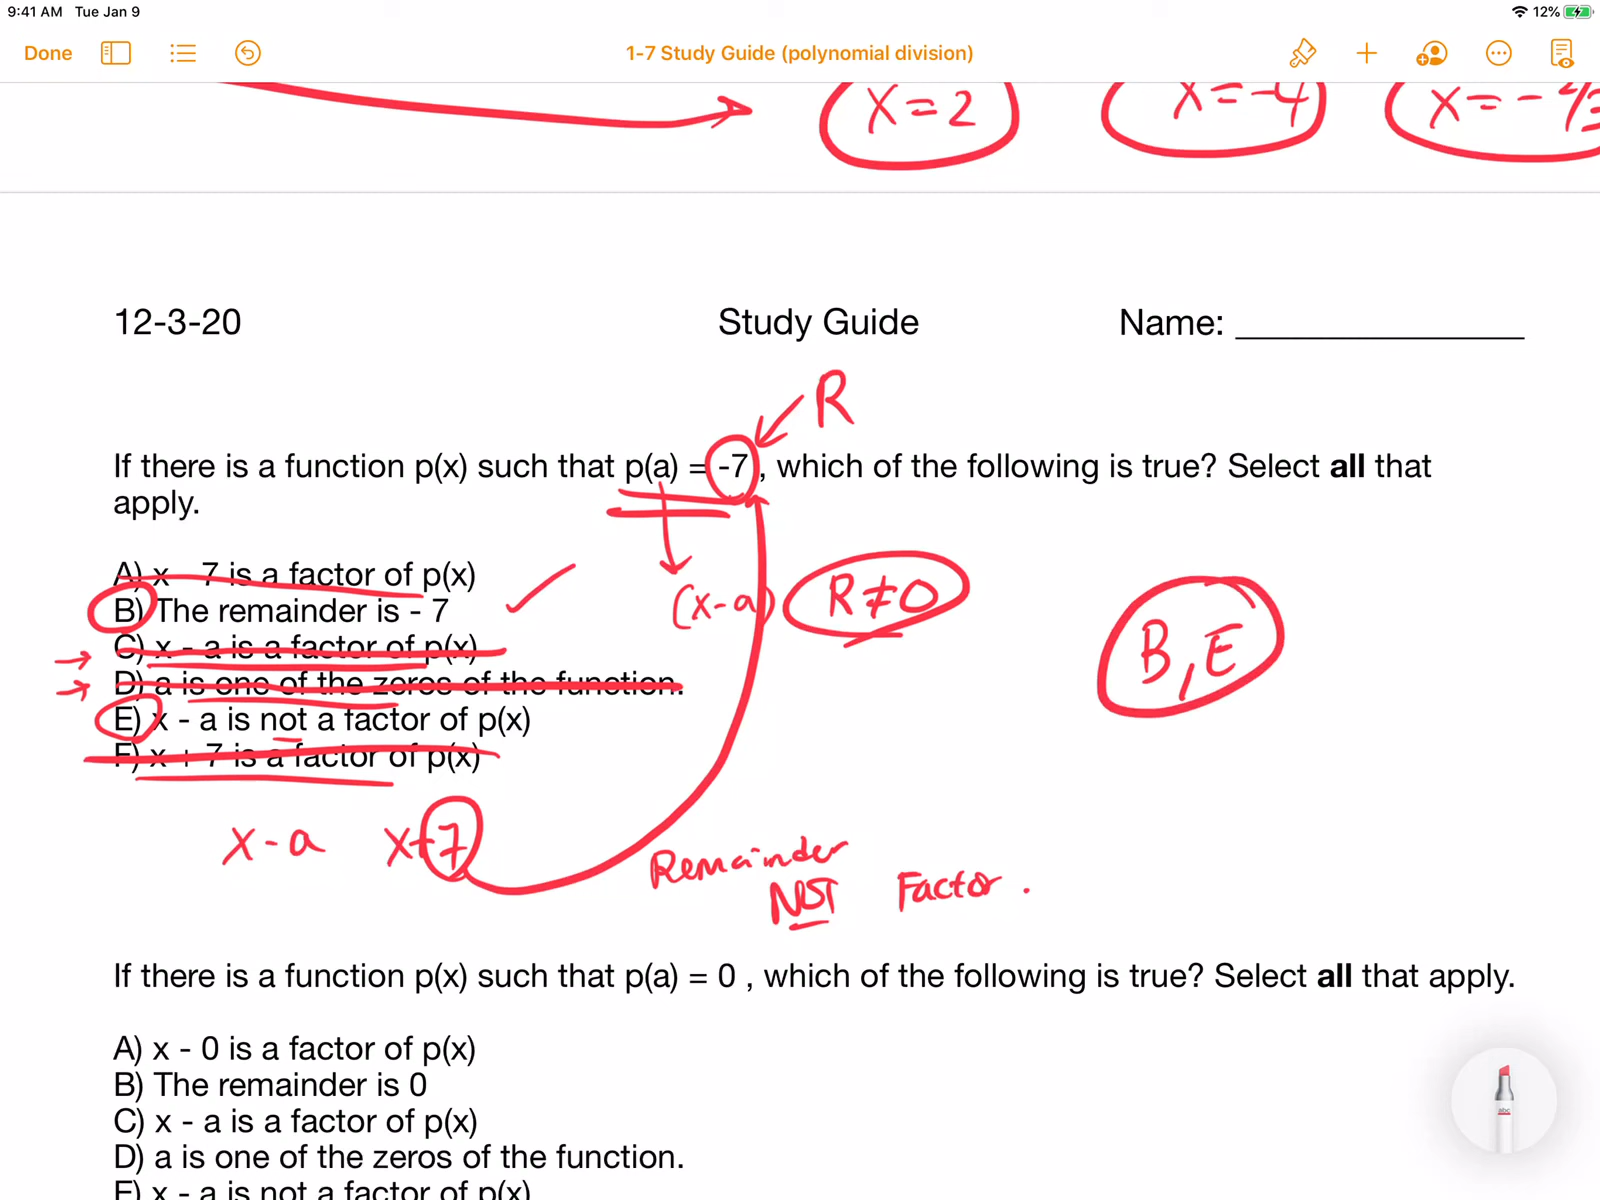 9:41 AM Tue Jan 9 12%
Done 1-7 Study Guide (polynomial division)
x=2 x=-4
12-3-20 Study Guide Name:
R
If there is a function p(x) such that p(a) = -7 , which of the following is true? Select all that
apply.
A) x - 7 is a factor of p(x)
B) The remainder is - 7
(x-a) R≠0
C) x - a is a factor of p(x)
B, E
D) a is one of the zeros of the function.
E) x - a is not a factor of p(x)
F) x + 7 is a factor of p(x)
x-a x+7
Remainder
NOT Factor.
If there is a function p(x) such that p(a) = 0 , which of the following is true? Select all that apply.
A) x - 0 is a factor of p(x)
B) The remainder is 0
C) x - a is a factor of p(x)
D) a is one of the zeros of the function.
E) x - a is not a factor of p(x)
abc